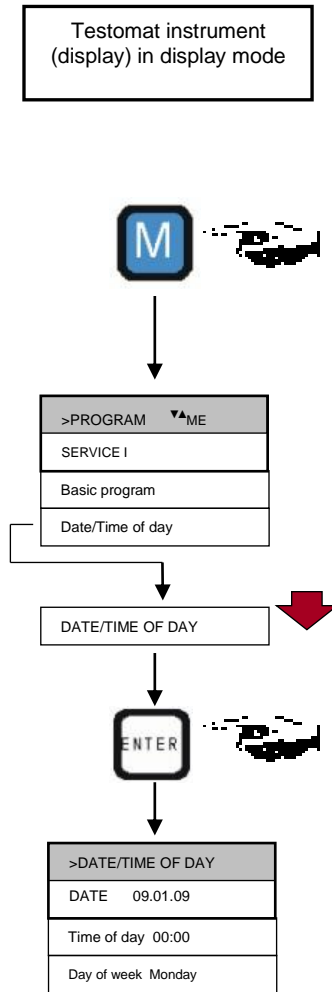 Testomat instrument
(display) in display mode
M
>PROGRAM ▼▲ME
SERVICE I
Basic program
Date/Time of day
DATE/TIME OF DAY
ENTER
>DATE/TIME OF DAY
DATE 09.01.09
Time of day 00:00
Day of week Monday